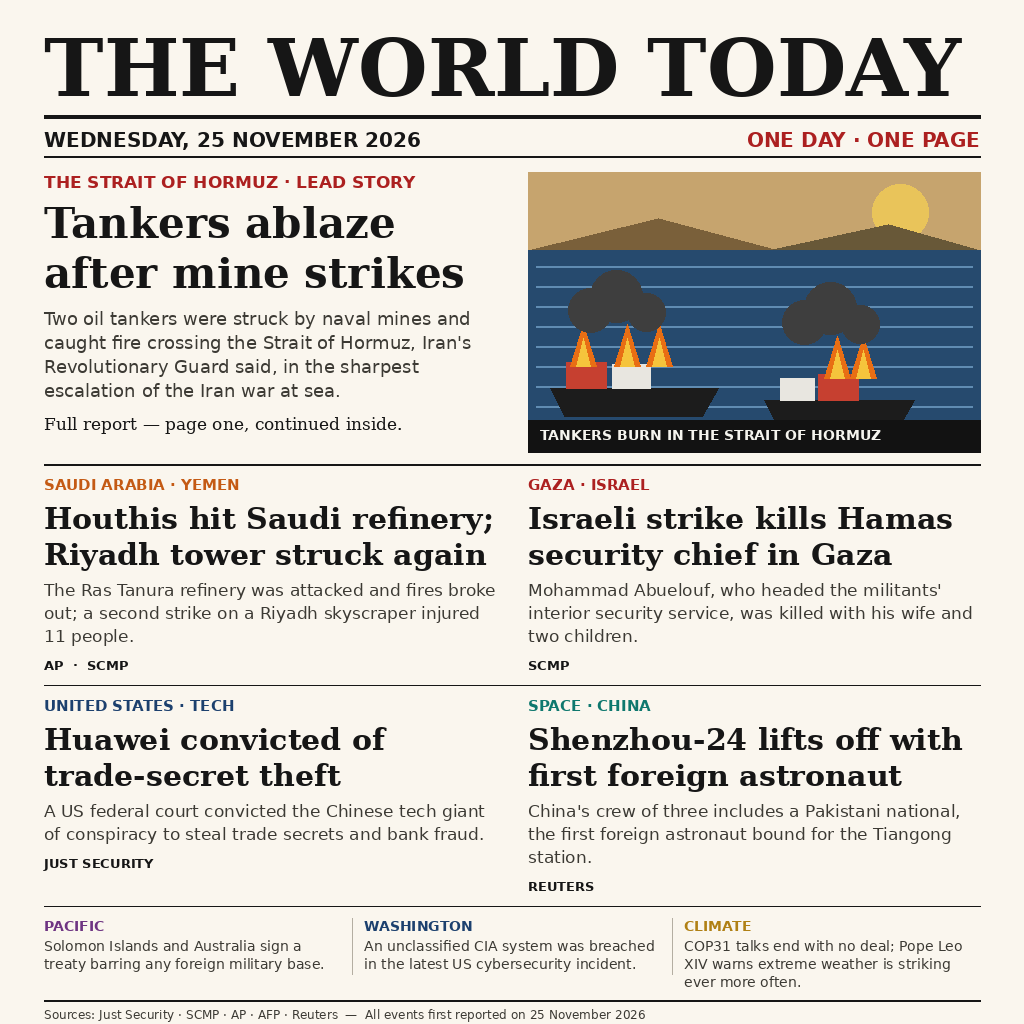 THE WORLD TODAY
WEDNESDAY, 25 NOVEMBER 2026
ONE DAY · ONE PAGE
THE STRAIT OF HORMUZ · LEAD STORY
Tankers ablaze
after mine strikes
Two oil tankers were struck by naval mines and
caught fire crossing the Strait of Hormuz, Iran's
Revolutionary Guard said, in the sharpest
escalation of the Iran war at sea.
Full report — page one, continued inside.
TANKERS BURN IN THE STRAIT OF HORMUZ
SAUDI ARABIA · YEMEN
Houthis hit Saudi refinery;
Riyadh tower struck again
The Ras Tanura refinery was attacked and fires broke
out; a second strike on a Riyadh skyscraper injured
11 people.
AP · SCMP
GAZA · ISRAEL
Israeli strike kills Hamas
security chief in Gaza
Mohammad Abuelouf, who headed the militants'
interior security service, was killed with his wife and
two children.
SCMP
UNITED STATES · TECH
Huawei convicted of
trade-secret theft
A US federal court convicted the Chinese tech giant
of conspiracy to steal trade secrets and bank fraud.
JUST SECURITY
SPACE · CHINA
Shenzhou-24 lifts off with
first foreign astronaut
China's crew of three includes a Pakistani national,
the first foreign astronaut bound for the Tiangong
station.
REUTERS
PACIFIC
Solomon Islands and Australia sign a
treaty barring any foreign military base.
WASHINGTON
An unclassified CIA system was breached
in the latest US cybersecurity incident.
CLIMATE
COP31 talks end with no deal; Pope Leo
XIV warns extreme weather is striking
ever more often.
Sources: Just Security · SCMP · AP · AFP · Reuters — All events first reported on 25 November 2026